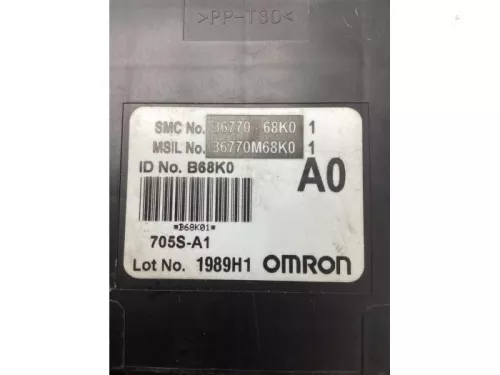 >PP-T80<
SMC No. 36770-68K0 1
MSIL No. 36770M68K0 1
ID No. B68K0
A0
*B68K01*
705S-A1
Lot No. 1989H1 OMRON